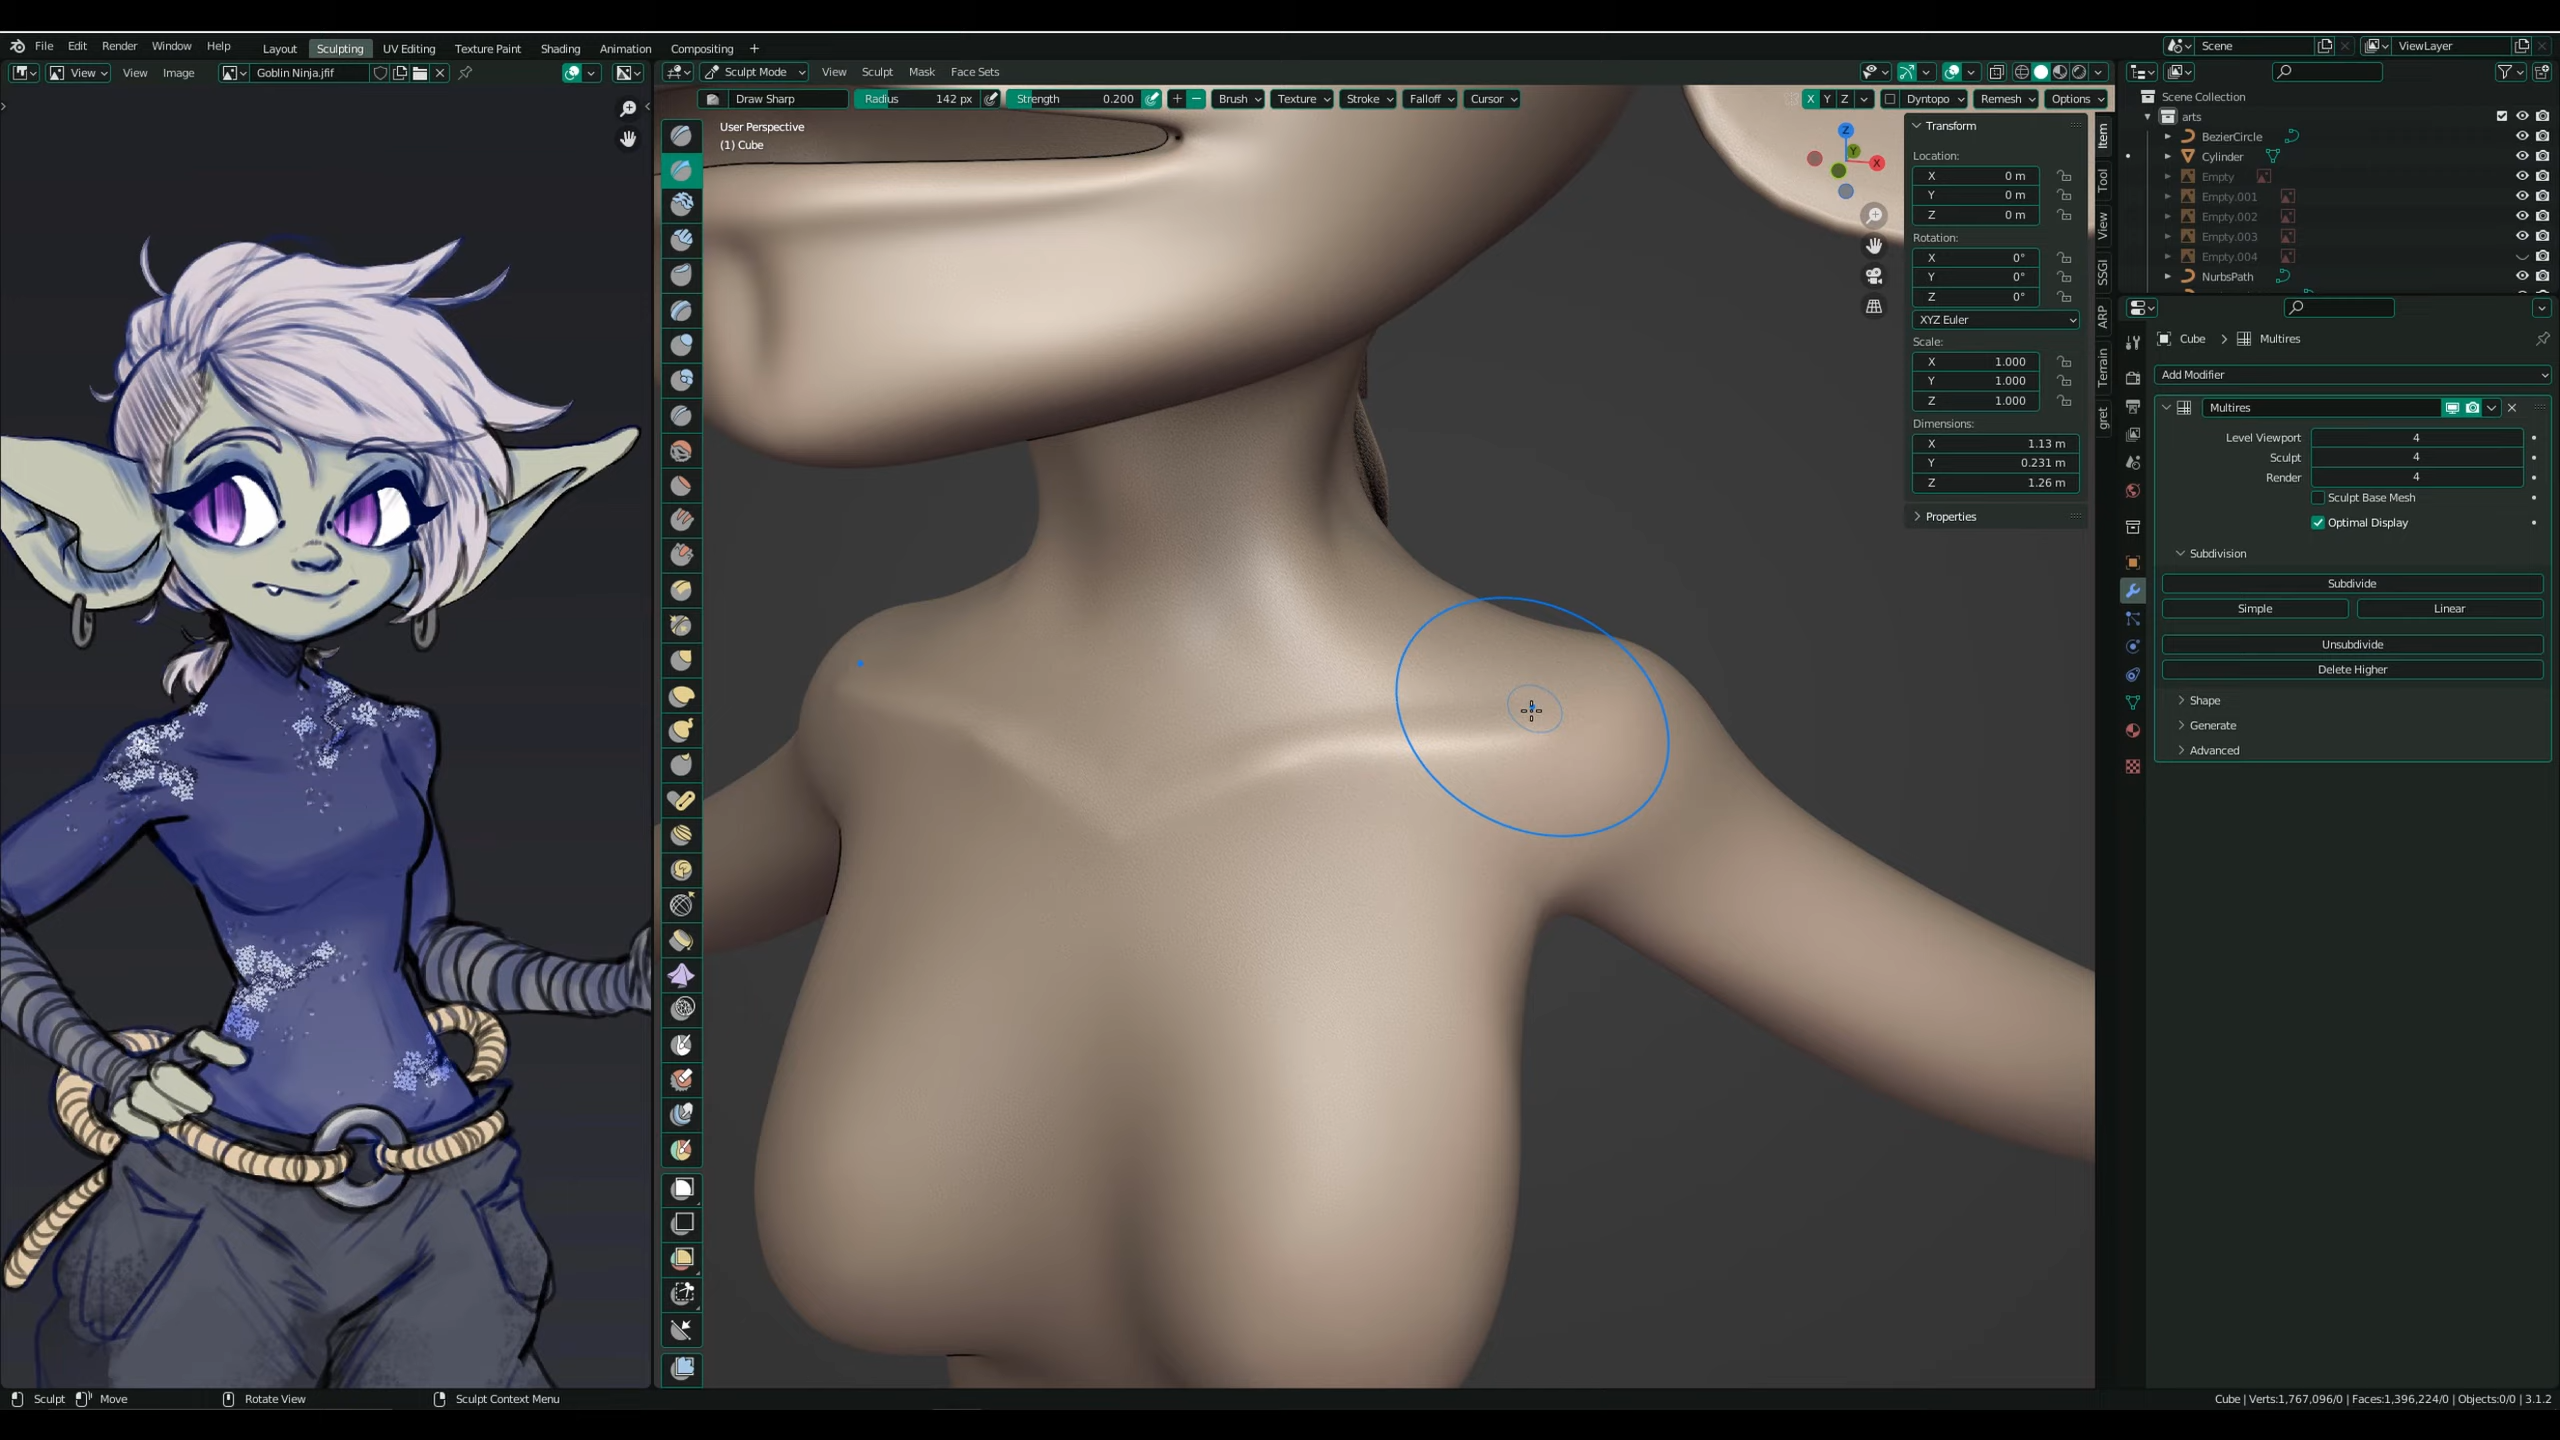 File Edit Render Window Help Layout Sculpting UV Editing Texture Paint Shading Animation Compositing + Scene ViewLayer
View View Image Goblin Ninja.jfif Sculpt Mode View Sculpt Mask Face Sets
Draw Sharp Radius 142 px Strength 0.200 + − Brush Texture Stroke Falloff Cursor X Y Z Dyntopo Remesh Options
User Perspective
(1) Cube
Z
Y
X
Transform
Location:
X 0 m
Y 0 m
Z 0 m
Rotation:
X 0°
Y 0°
Z 0°
XYZ Euler
Scale:
X 1.000
Y 1.000
Z 1.000
Dimensions:
X 1.13 m
Y 0.231 m
Z 1.26 m
Properties
Item
Tool
View
SSGI
ARP
Terrain
gret
Scene Collection
arts
BezierCircle
Cylinder
Empty
Empty.001
Empty.002
Empty.003
Empty.004
NurbsPath
Cube > Multires
Add Modifier
Multires
Level Viewport 4
Sculpt 4
Render 4
Sculpt Base Mesh
Optimal Display
Subdivision
Subdivide
Simple Linear
Unsubdivide
Delete Higher
Shape
Generate
Advanced
Sculpt Move Rotate View Sculpt Context Menu Cube | Verts:1,767,096/0 | Faces:1,396,224/0 | Objects:0/0 | 3.1.2